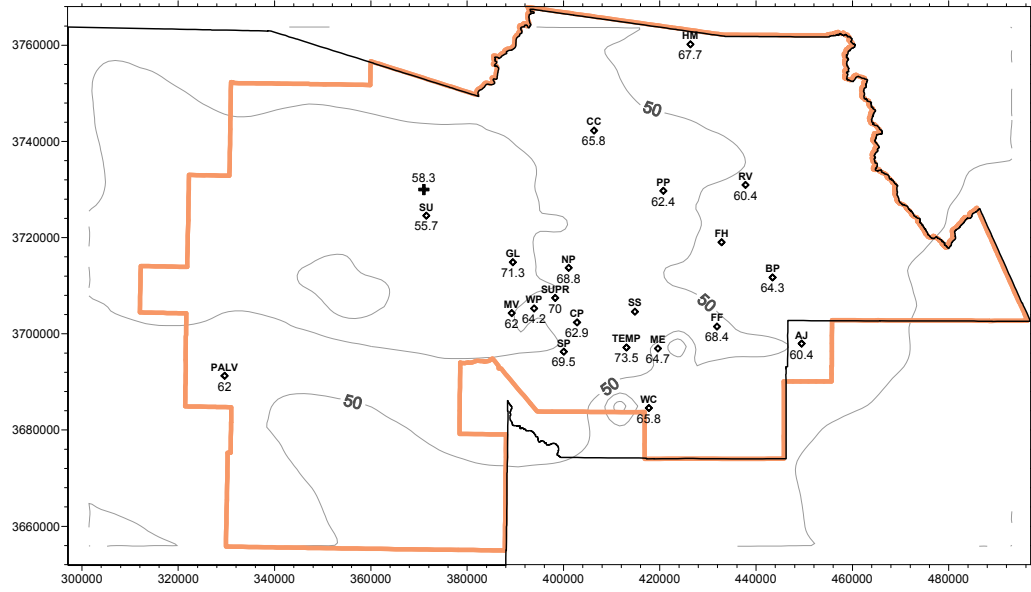 3760000
3740000
3720000
3700000
3680000
3660000
HM
67.7
50
CC
65.8
58.3
SU
55.7
PP
62.4
RV
60.4
FH
GL
71.3
NP
68.8
BP
64.3
SUPR
70
MV
62
WP
64.2
CP
62.9
SS
50
FF
68.4
SP
69.5
TEMP
73.5
ME
64.7
AJ
60.4
PALV
62
50
50
WC
65.8
300000 320000 340000 360000 380000 400000 420000 440000 460000 480000